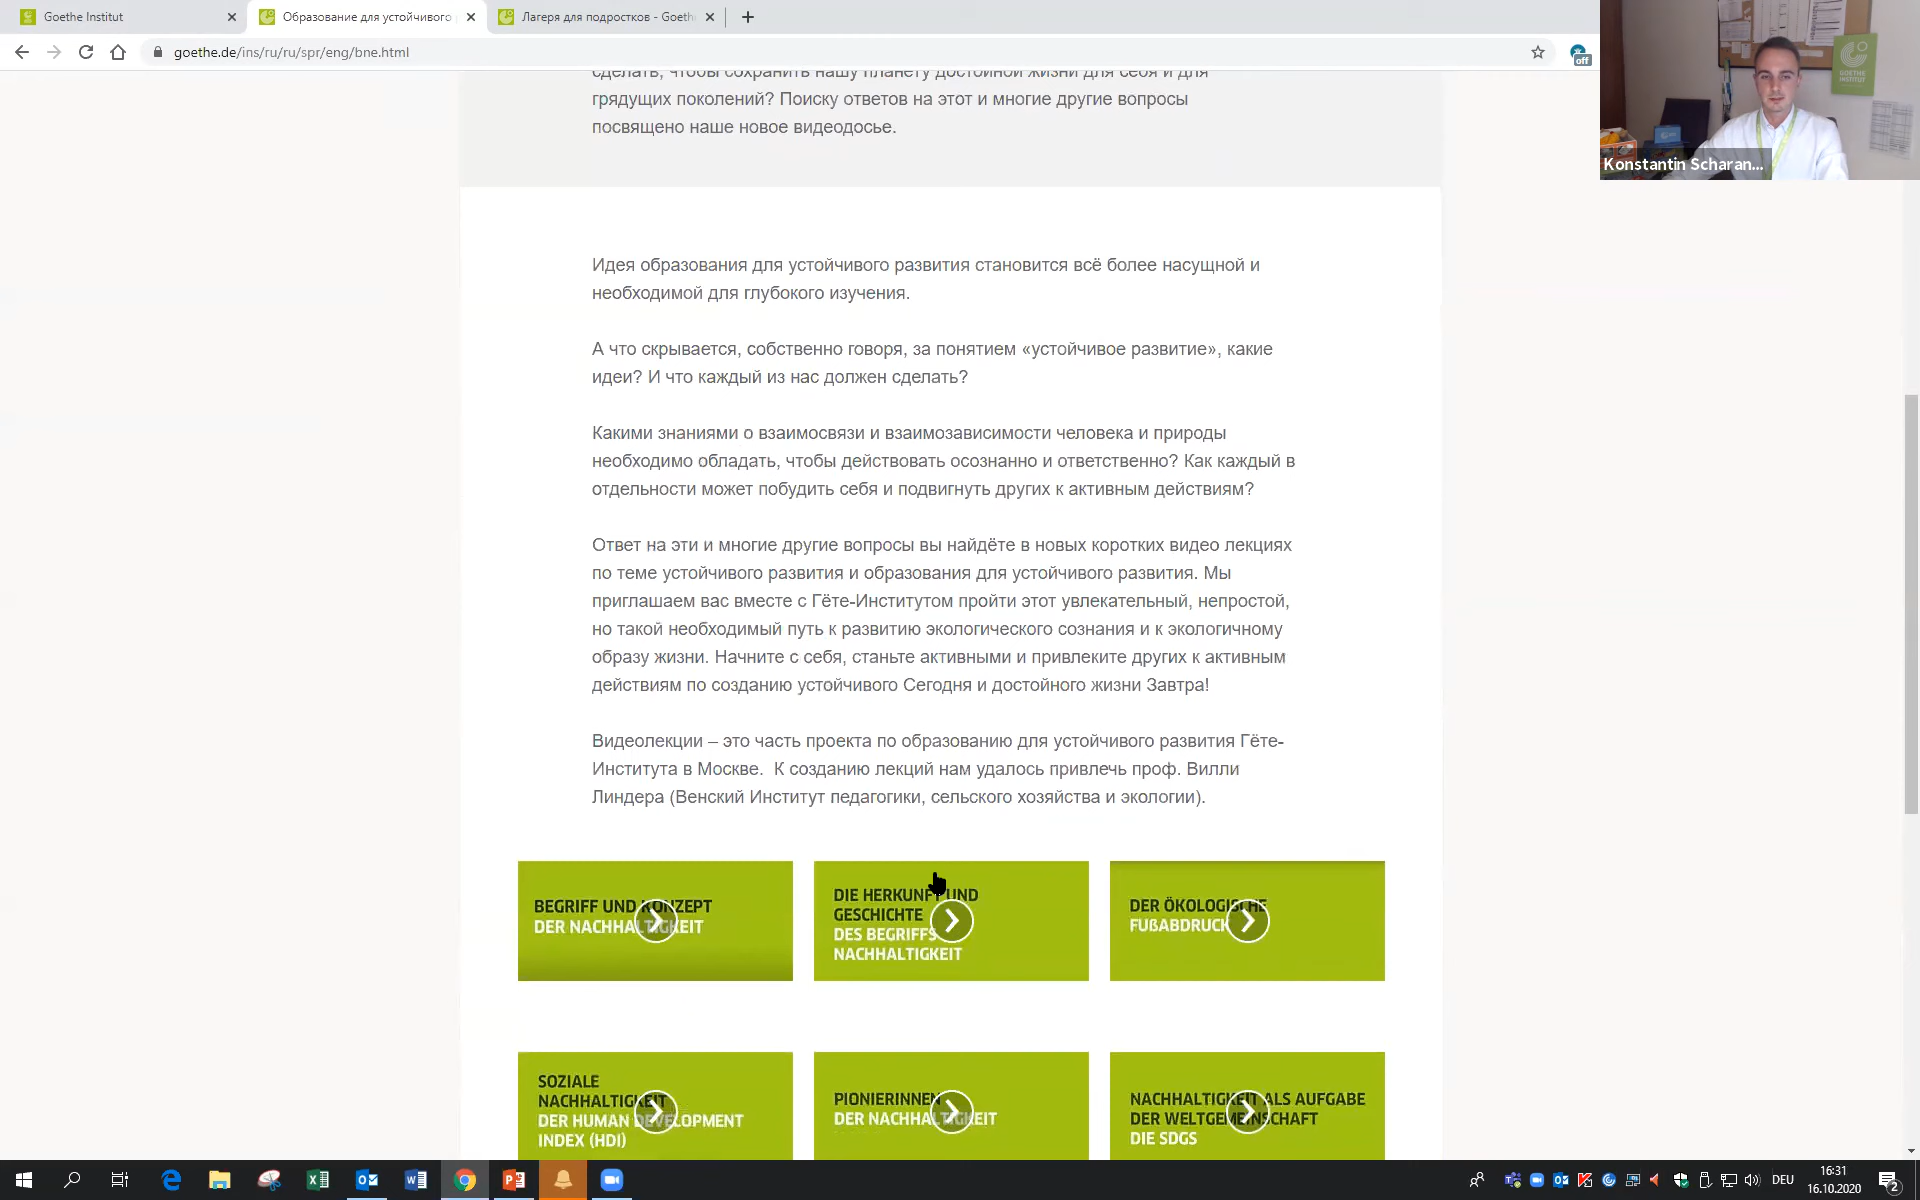 Goethe Institut
Образование для устойчивого
Лагеря для подростков - Goeth
goethe.de/ins/ru/ru/spr/eng/bne.html
off
GOETHE
INSTITUT
Konstantin Scharan...
сделать, чтобы сохранить нашу планету достойной жизни для себя и для
грядущих поколений? Поиску ответов на этот и многие другие вопросы
посвящено наше новое видеодосье.
Идея образования для устойчивого развития становится всё более насущной и
необходимой для глубокого изучения.
А что скрывается, собственно говоря, за понятием «устойчивое развитие», какие
идеи? И что каждый из нас должен сделать?
Какими знаниями о взаимосвязи и взаимозависимости человека и природы
необходимо обладать, чтобы действовать осознанно и ответственно? Как каждый в
отдельности может побудить себя и подвигнуть других к активным действиям?
Ответ на эти и многие другие вопросы вы найдёте в новых коротких видео лекциях
по теме устойчивого развития и образования для устойчивого развития. Мы
приглашаем вас вместе с Гёте-Институтом пройти этот увлекательный, непростой,
но такой необходимый путь к развитию экологического сознания и к экологичному
образу жизни. Начните с себя, станьте активными и привлеките других к активным
действиям по созданию устойчивого Сегодня и достойного жизни Завтра!
Видеолекции – это часть проекта по образованию для устойчивого развития Гёте-
Института в Москве. К созданию лекций нам удалось привлечь проф. Вилли
Линдера (Венский Институт педагогики, сельского хозяйства и экологии).
BEGRIFF UND KONZEPT
DER NACHHALTIGKEIT
DIE HERKUNFT UND
GESCHICHTE
DES BEGRIFFS
NACHHALTIGKEIT
DER ÖKOLOGISCHE
FUßABDRUCK
SOZIALE
NACHHALTIGKEIT
DER HUMAN DEVELOPMENT
INDEX (HDI)
PIONIERINNEN
DER NACHHALTIGKEIT
NACHHALTIGKEIT ALS AUFGABE
DER WELTGEMEINSCHAFT
DIE SDGS
DEU
16:31
16.10.2020
2